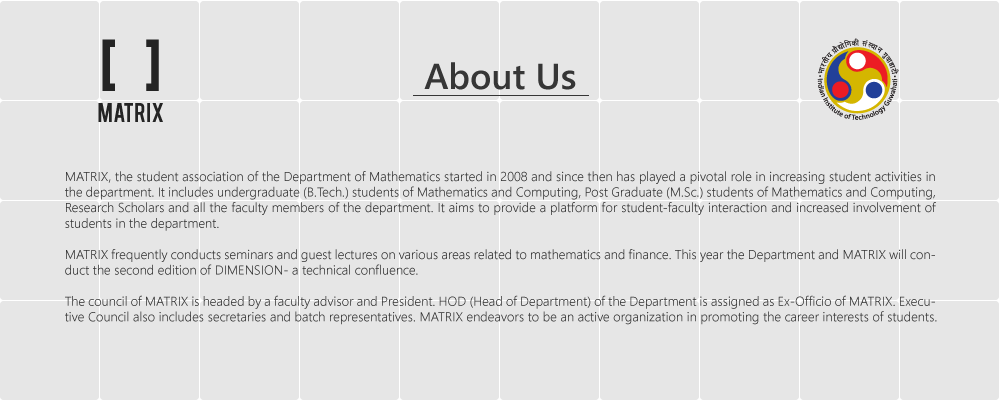 [ ]
MATRIX
About Us
भारतीय प्रौद्योगिकी संस्थान गुवाहाटी
Indian Institute of Technology Guwahati
MATRIX, the student association of the Department of Mathematics started in 2008 and since then has played a pivotal role in increasing student activities in
the department. It includes undergraduate (B.Tech.) students of Mathematics and Computing, Post Graduate (M.Sc.) students of Mathematics and Computing,
Research Scholars and all the faculty members of the department. It aims to provide a platform for student-faculty interaction and increased involvement of
students in the department.
MATRIX frequently conducts seminars and guest lectures on various areas related to mathematics and finance. This year the Department and MATRIX will con-
duct the second edition of DIMENSION- a technical confluence.
The council of MATRIX is headed by a faculty advisor and President. HOD (Head of Department) of the Department is assigned as Ex-Officio of MATRIX. Execu-
tive Council also includes secretaries and batch representatives. MATRIX endeavors to be an active organization in promoting the career interests of students.